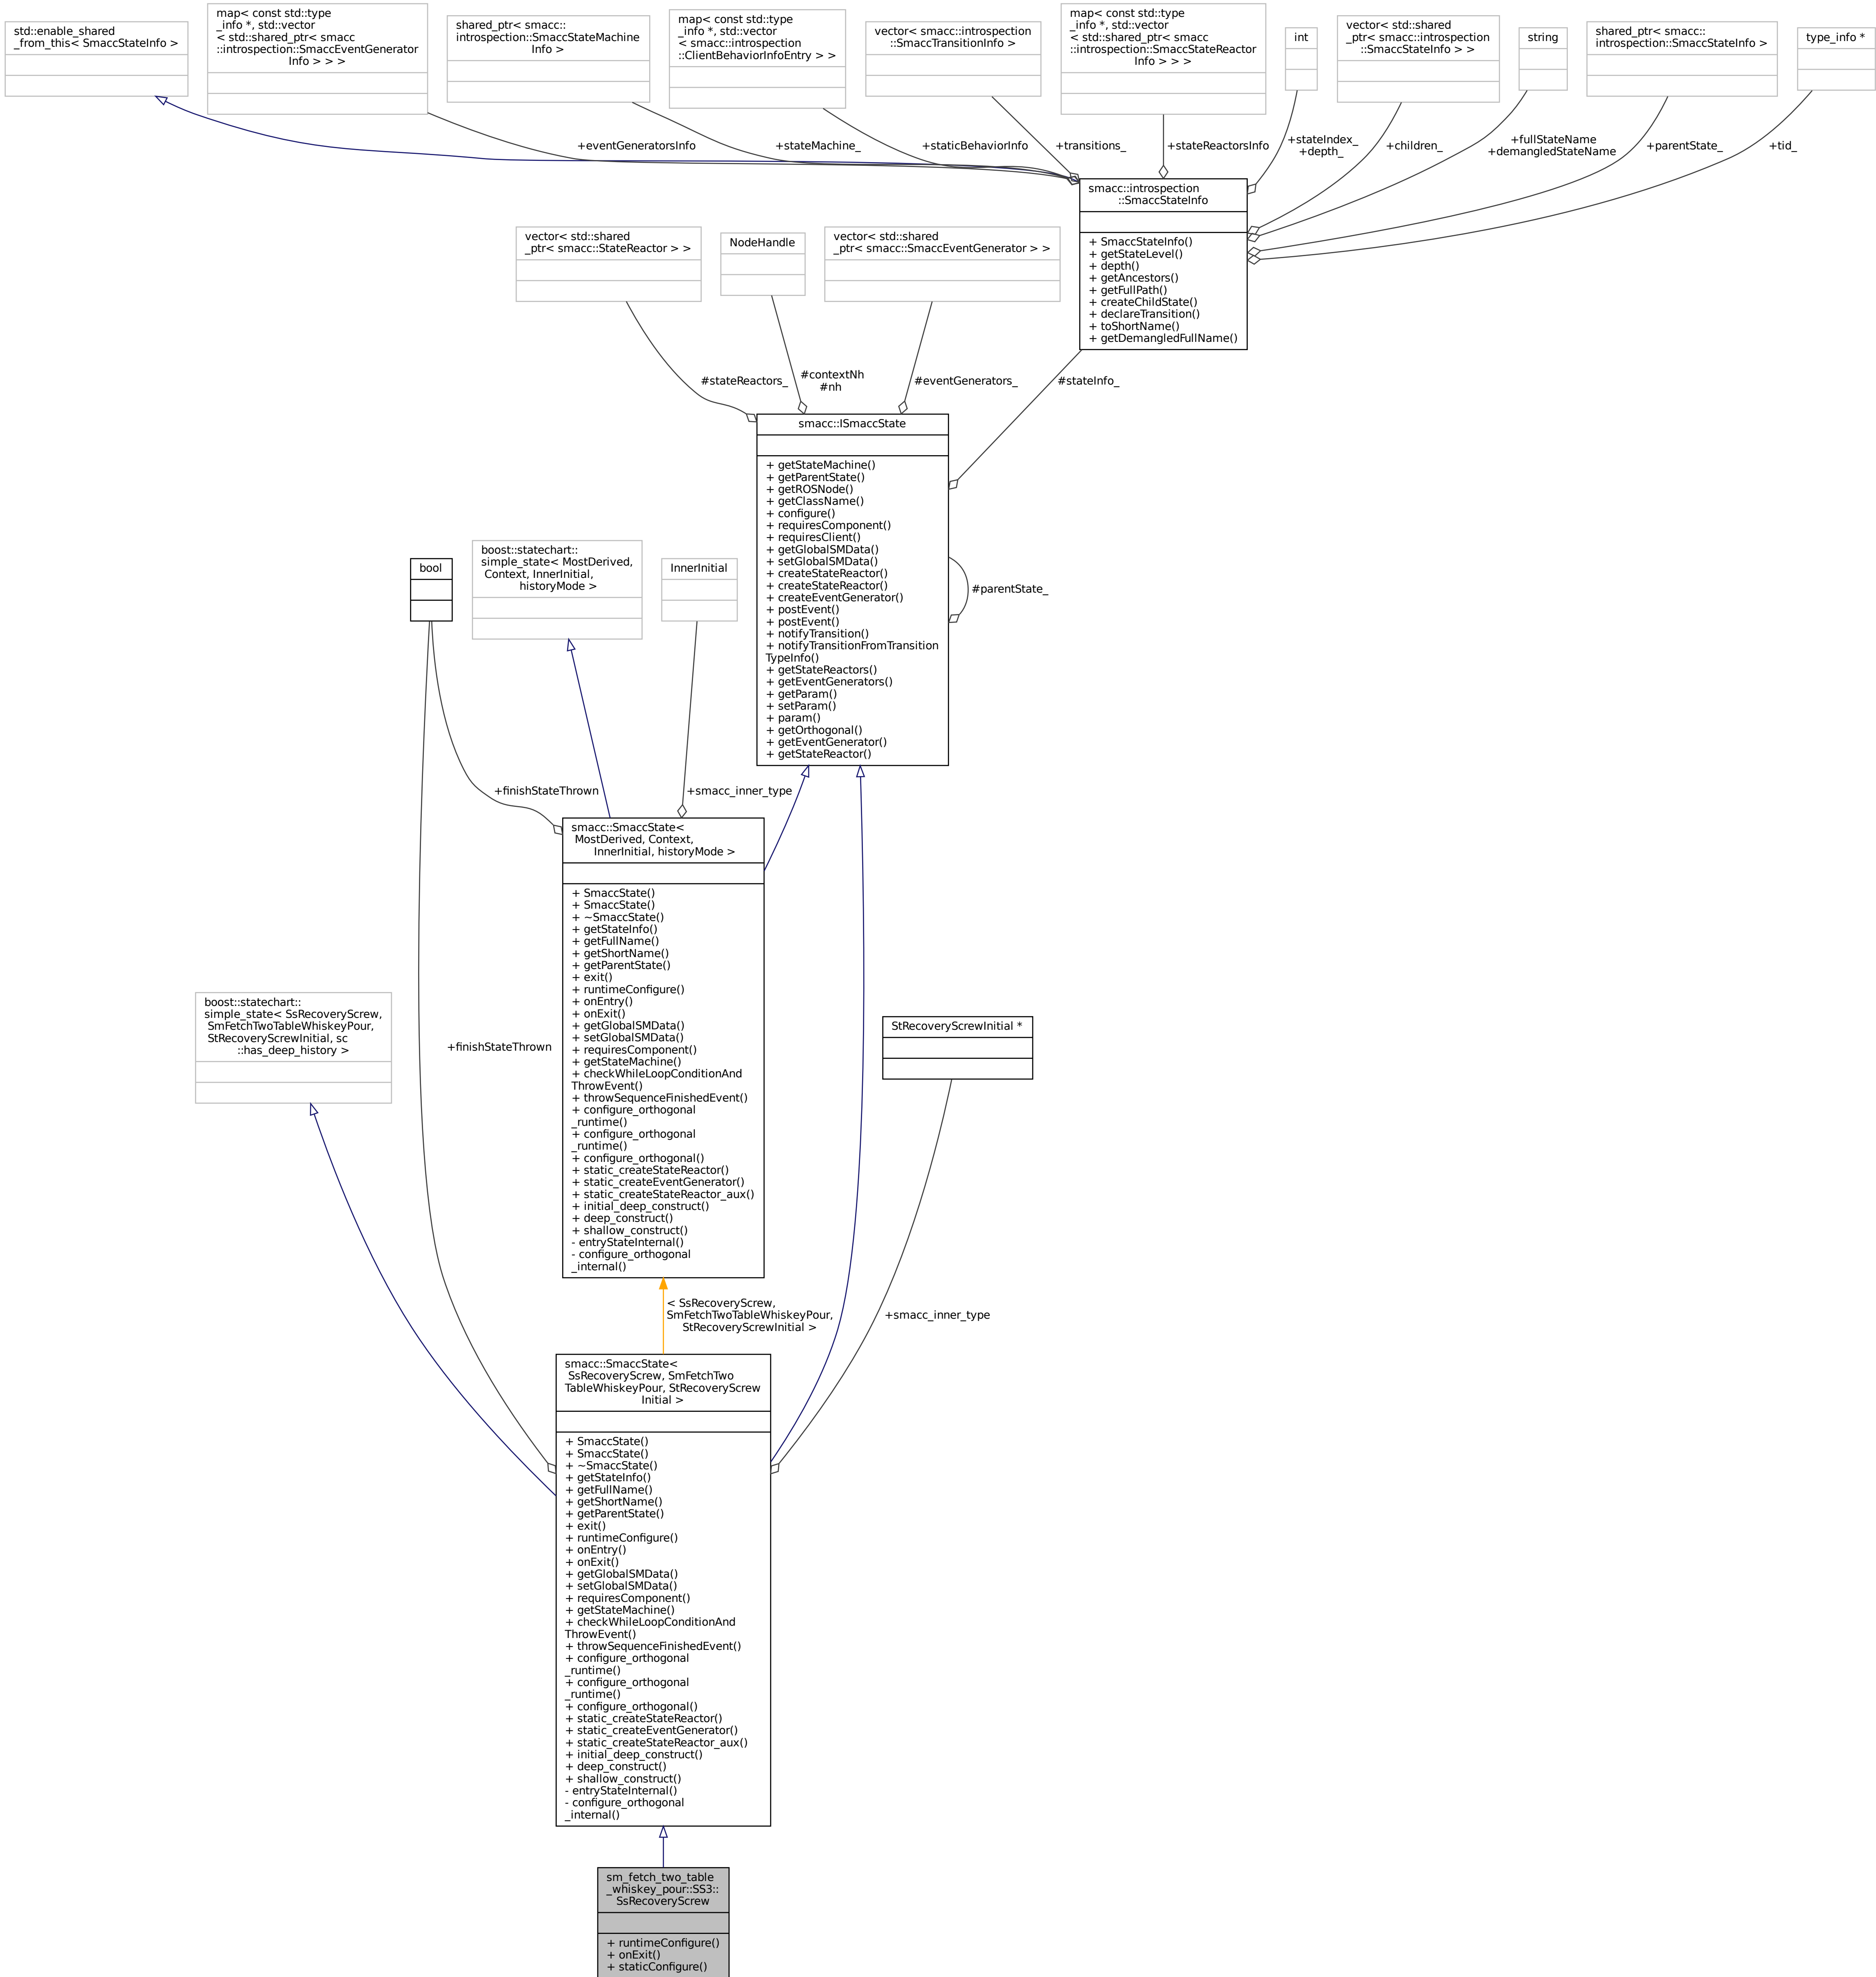 std::enable_shared
_from_this< SmaccStateInfo >
map< const std::type
_info *, std::vector
< std::shared_ptr< smacc
::introspection::SmaccEventGenerator
Info > > >
shared_ptr< smacc::
introspection::SmaccStateMachine
Info >
map< const std::type
_info *, std::vector
< smacc::introspection
::ClientBehaviorInfoEntry > >
vector< smacc::introspection
::SmaccTransitionInfo >
map< const std::type
_info *, std::vector
< std::shared_ptr< smacc
::introspection::SmaccStateReactor
Info > > >
int
vector< std::shared
_ptr< smacc::introspection
::SmaccStateInfo > >
string
shared_ptr< smacc::
introspection::SmaccStateInfo >
type_info *
+eventGeneratorsInfo
+stateMachine_
+staticBehaviorInfo
+transitions_
+stateReactorsInfo
+stateIndex_
+depth_
+children_
+fullStateName
+demangledStateName
+parentState_
+tid_
smacc::introspection
::SmaccStateInfo
+ SmaccStateInfo()
+ getStateLevel()
+ depth()
+ getAncestors()
+ getFullPath()
+ createChildState()
+ declareTransition()
+ toShortName()
+ getDemangledFullName()
vector< std::shared
_ptr< smacc::StateReactor > >
NodeHandle
vector< std::shared
_ptr< smacc::SmaccEventGenerator > >
#stateReactors_
#contextNh
#nh
#eventGenerators_
#stateInfo_
smacc::ISmaccState
+ getStateMachine()
+ getParentState()
+ getROSNode()
+ getClassName()
+ configure()
+ requiresComponent()
+ requiresClient()
+ getGlobalSMData()
+ setGlobalSMData()
+ createStateReactor()
+ createStateReactor()
+ createEventGenerator()
+ postEvent()
+ postEvent()
+ notifyTransition()
+ notifyTransitionFromTransition
TypeInfo()
+ getStateReactors()
+ getEventGenerators()
+ getParam()
+ setParam()
+ param()
+ getOrthogonal()
+ getEventGenerator()
+ getStateReactor()
#parentState_
bool
boost::statechart::
simple_state< MostDerived,
Context, InnerInitial,
historyMode >
InnerInitial
+finishStateThrown
+smacc_inner_type
smacc::SmaccState<
MostDerived, Context,
InnerInitial, historyMode >
+ SmaccState()
+ SmaccState()
+ ~SmaccState()
+ getStateInfo()
+ getFullName()
+ getShortName()
+ getParentState()
+ exit()
+ runtimeConfigure()
+ onEntry()
+ onExit()
+ getGlobalSMData()
+ setGlobalSMData()
+ requiresComponent()
+ getStateMachine()
+ checkWhileLoopConditionAnd
ThrowEvent()
+ throwSequenceFinishedEvent()
+ configure_orthogonal
_runtime()
+ configure_orthogonal
_runtime()
+ configure_orthogonal()
+ static_createStateReactor()
+ static_createEventGenerator()
+ static_createStateReactor_aux()
+ initial_deep_construct()
+ deep_construct()
+ shallow_construct()
- entryStateInternal()
- configure_orthogonal
_internal()
boost::statechart::
simple_state< SsRecoveryScrew,
SmFetchTwoTableWhiskeyPour,
StRecoveryScrewInitial, sc
::has_deep_history >
+finishStateThrown
StRecoveryScrewInitial *
< SsRecoveryScrew,
SmFetchTwoTableWhiskeyPour,
StRecoveryScrewInitial >
+smacc_inner_type
smacc::SmaccState<
SsRecoveryScrew, SmFetchTwo
TableWhiskeyPour, StRecoveryScrew
Initial >
+ SmaccState()
+ SmaccState()
+ ~SmaccState()
+ getStateInfo()
+ getFullName()
+ getShortName()
+ getParentState()
+ exit()
+ runtimeConfigure()
+ onEntry()
+ onExit()
+ getGlobalSMData()
+ setGlobalSMData()
+ requiresComponent()
+ getStateMachine()
+ checkWhileLoopConditionAnd
ThrowEvent()
+ throwSequenceFinishedEvent()
+ configure_orthogonal
_runtime()
+ configure_orthogonal
_runtime()
+ configure_orthogonal()
+ static_createStateReactor()
+ static_createEventGenerator()
+ static_createStateReactor_aux()
+ initial_deep_construct()
+ deep_construct()
+ shallow_construct()
- entryStateInternal()
- configure_orthogonal
_internal()
sm_fetch_two_table
_whiskey_pour::SS3::
SsRecoveryScrew
+ runtimeConfigure()
+ onExit()
+ staticConfigure()